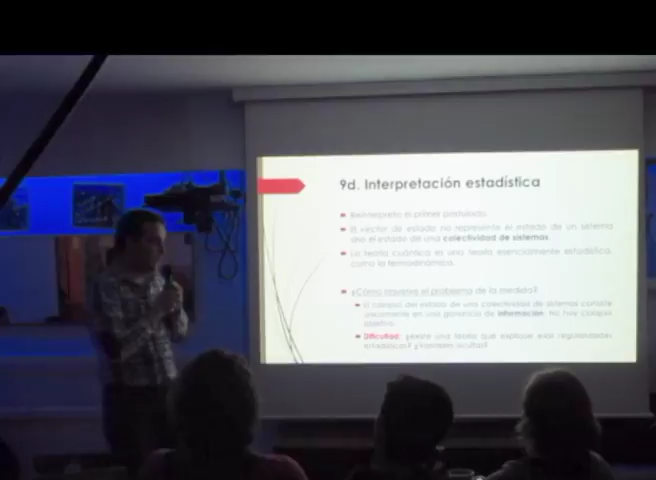 9d. Interpretación estadística
Reinterpreta el primer postulado.
El vector de estado no representa el estado de un sistema
sino el estado de una colectividad de sistemas.
La teoría cuántica es una teoría esencialmente estadística,
como la termodinámica.
¿Cómo resuelve el problema de la medida?
El colapso del estado de una colectividad de sistemas consiste
únicamente en una ganancia de información. No hay colapso
objetivo.
Dificultad: ¿existe una teoría que explique esas regularidades
estadísticas? ¿Variables ocultas?